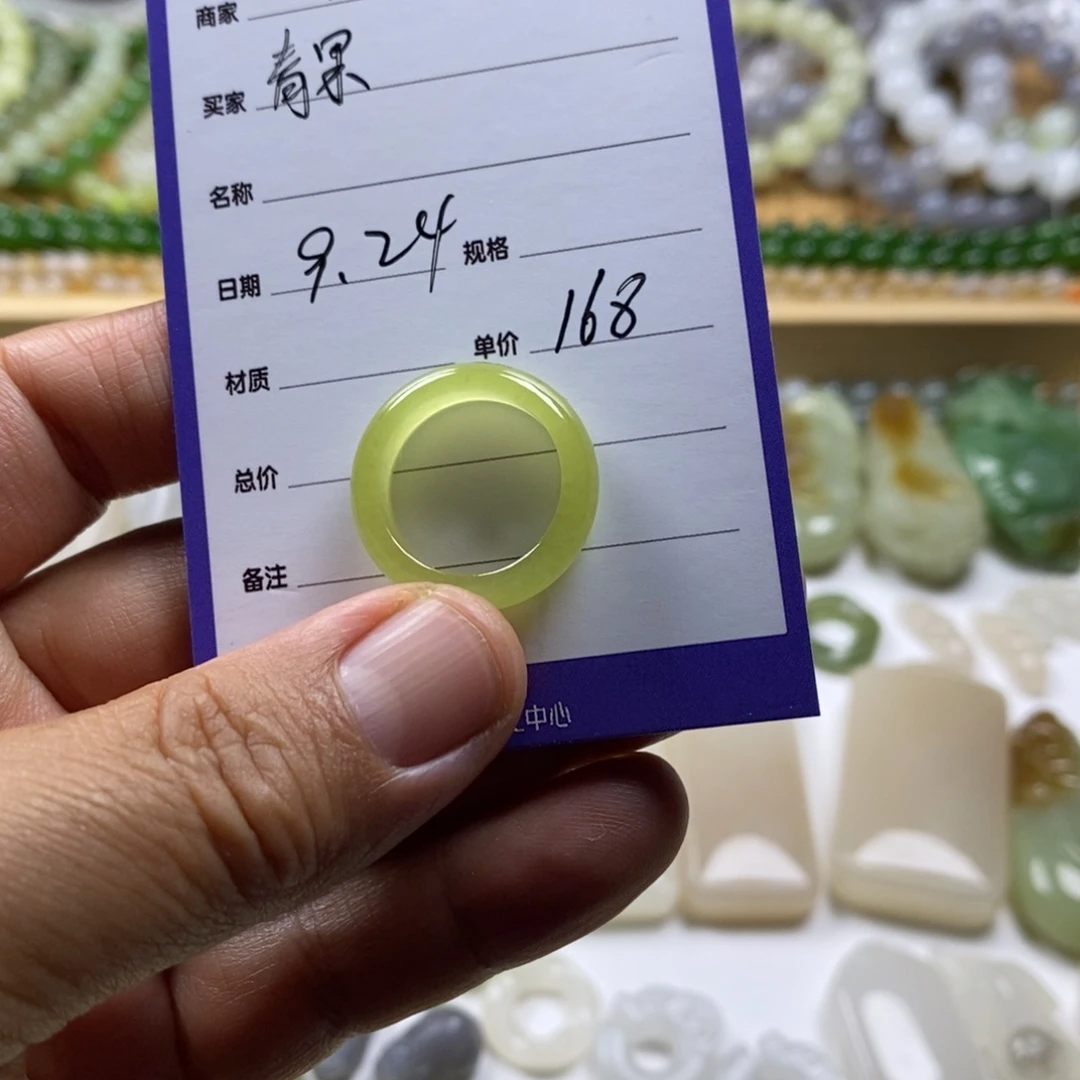 商家
买家 青果
名称
日期 9.24 规格
单价 168
材质
总价
备注
中心